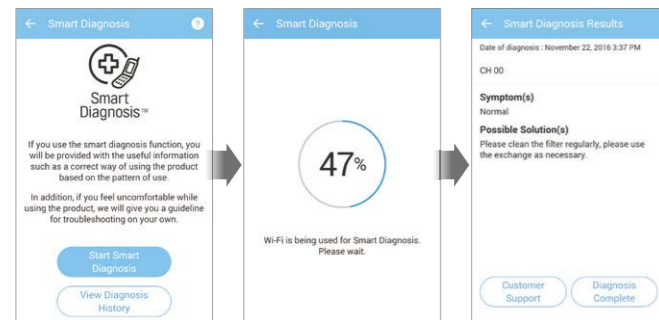 Smart Diagnosis
?
Smart
Diagnosis™
If you use the smart diagnosis function, you
will be provided with the useful information
such as a correct way of using the product
based on the pattern of use.
In addition, if you feel uncomfortable while
using the product, we will give you a guideline
for troubleshooting on your own.
Start Smart
Diagnosis
View Diagnosis
History
Smart Diagnosis
47%
Wi-Fi is being used for Smart Diagnosis.
Please wait.
Smart Diagnosis Results
Date of diagnosis : November 22, 2016 3:37 PM
CH 00
Symptom(s)
Normal
Possible Solution(s)
Please clean the filter regularly, please use
the exchange as necessary.
Customer
Support
Diagnosis
Complete